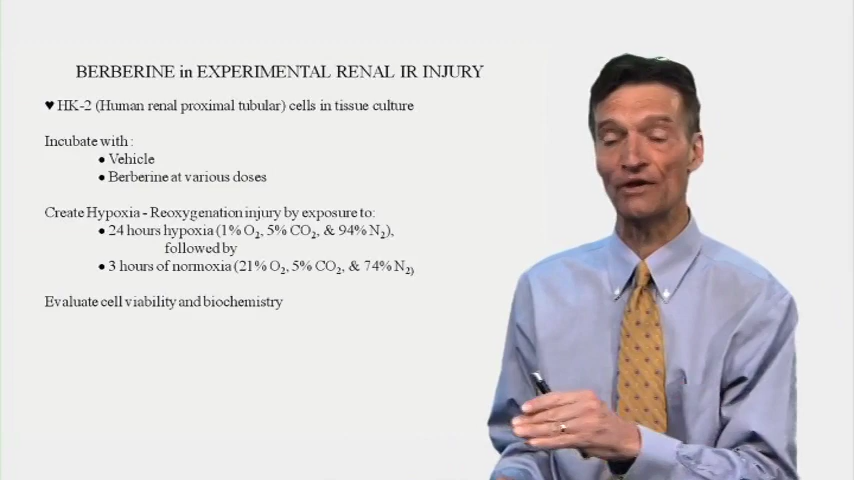 BERBERINE in EXPERIMENTAL RENAL IR INJURY
♥ HK-2 (Human renal proximal tubular) cells in tissue culture
Incubate with :
● Vehicle
● Berberine at various doses
Create Hypoxia - Reoxygenation injury by exposure to:
● 24 hours hypoxia (1% O₂, 5% CO₂, & 94% N₂),
followed by
● 3 hours of normoxia (21% O₂, 5% CO₂, & 74% N₂)
Evaluate cell viability and biochemistry